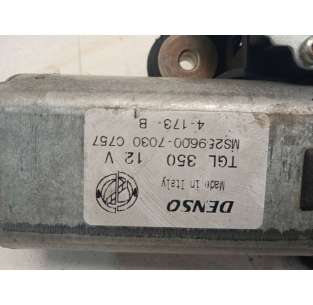 DENSO
Made in Italy
TGL 350 12 V
MS259600-7030 C757
4-173-B